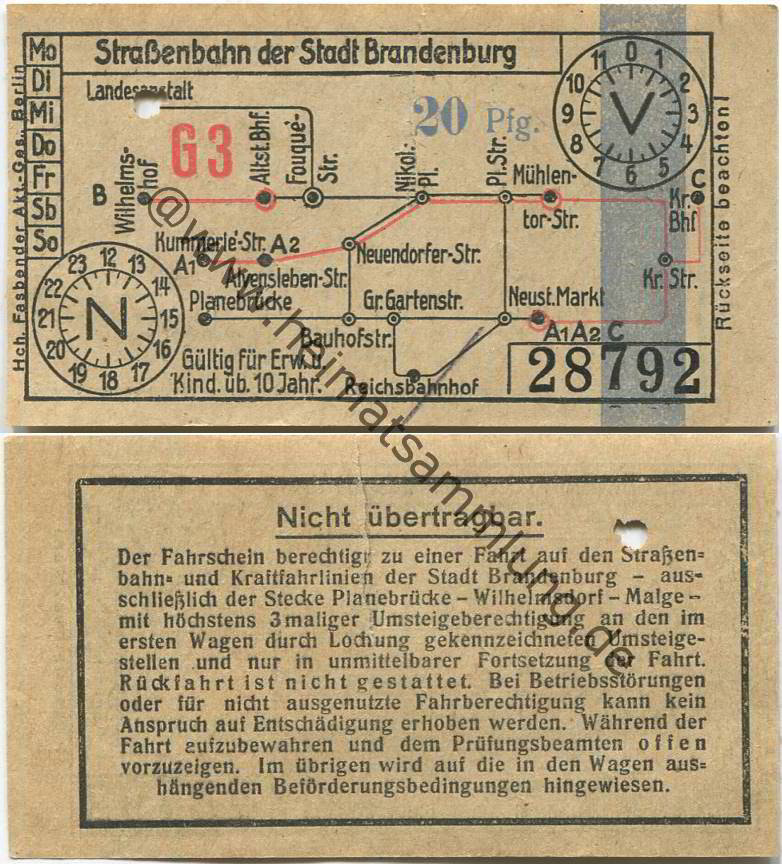 Hch. Fasbender Akt.-Ges., Berlin
Mo
Di
Mi
Do
Fr
Sb
So
Straßenbahn der Stadt Brandenburg
Landesanstalt
G3
20 Pfg.
0 1 2 3 4 5 6 7 8 9 10 11
V
Rückseite beachten!
B
Wilhelms-
hof
Altst.Bhf.
Fouqué-
Str.
Nikol.-
Pl.
Pl.Str.
Mühlen-
tor-Str.
C
Kr.
Bhf
Kummerlé-Str.
A2
A1
Alvensleben-Str.
Neuendorfer-Str.
Kr. Str.
Planebrücke
Gr. Gartenstr.
Neust. Markt
Bauhofstr.
A1 A2 C
Reichsbahnhof
12 13 14 15 16 17 18 19 20 21 22 23
N
Gültig für Erw. u.
Kind. üb. 10 Jahr.
28792
Nicht übertragbar.
Der Fahrschein berechtigt zu einer Fahrt auf den Straßen=
bahn- und Kraftfahrlinien der Stadt Brandenburg – aus=
schließlich der Stecke Planebrücke – Wilhelmsdorf – Malge –
mit höchstens 3 maliger Umsteigeberechtigung an den im
ersten Wagen durch Lochung gekennzeichneten Umsteige=
stellen und nur in unmittelbarer Fortsetzung der Fahrt.
Rückfahrt ist nicht gestattet. Bei Betriebsstörungen
oder für nicht ausgenutzte Fahrberechtigung kann kein
Anspruch auf Entschädigung erhoben werden. Während der
Fahrt aufzubewahren und dem Prüfungsbeamten offen
vorzuzeigen. Im übrigen wird auf die in den Wagen aus=
hängenden Beförderungsbedingungen hingewiesen.
@www.heimatsammlung.de